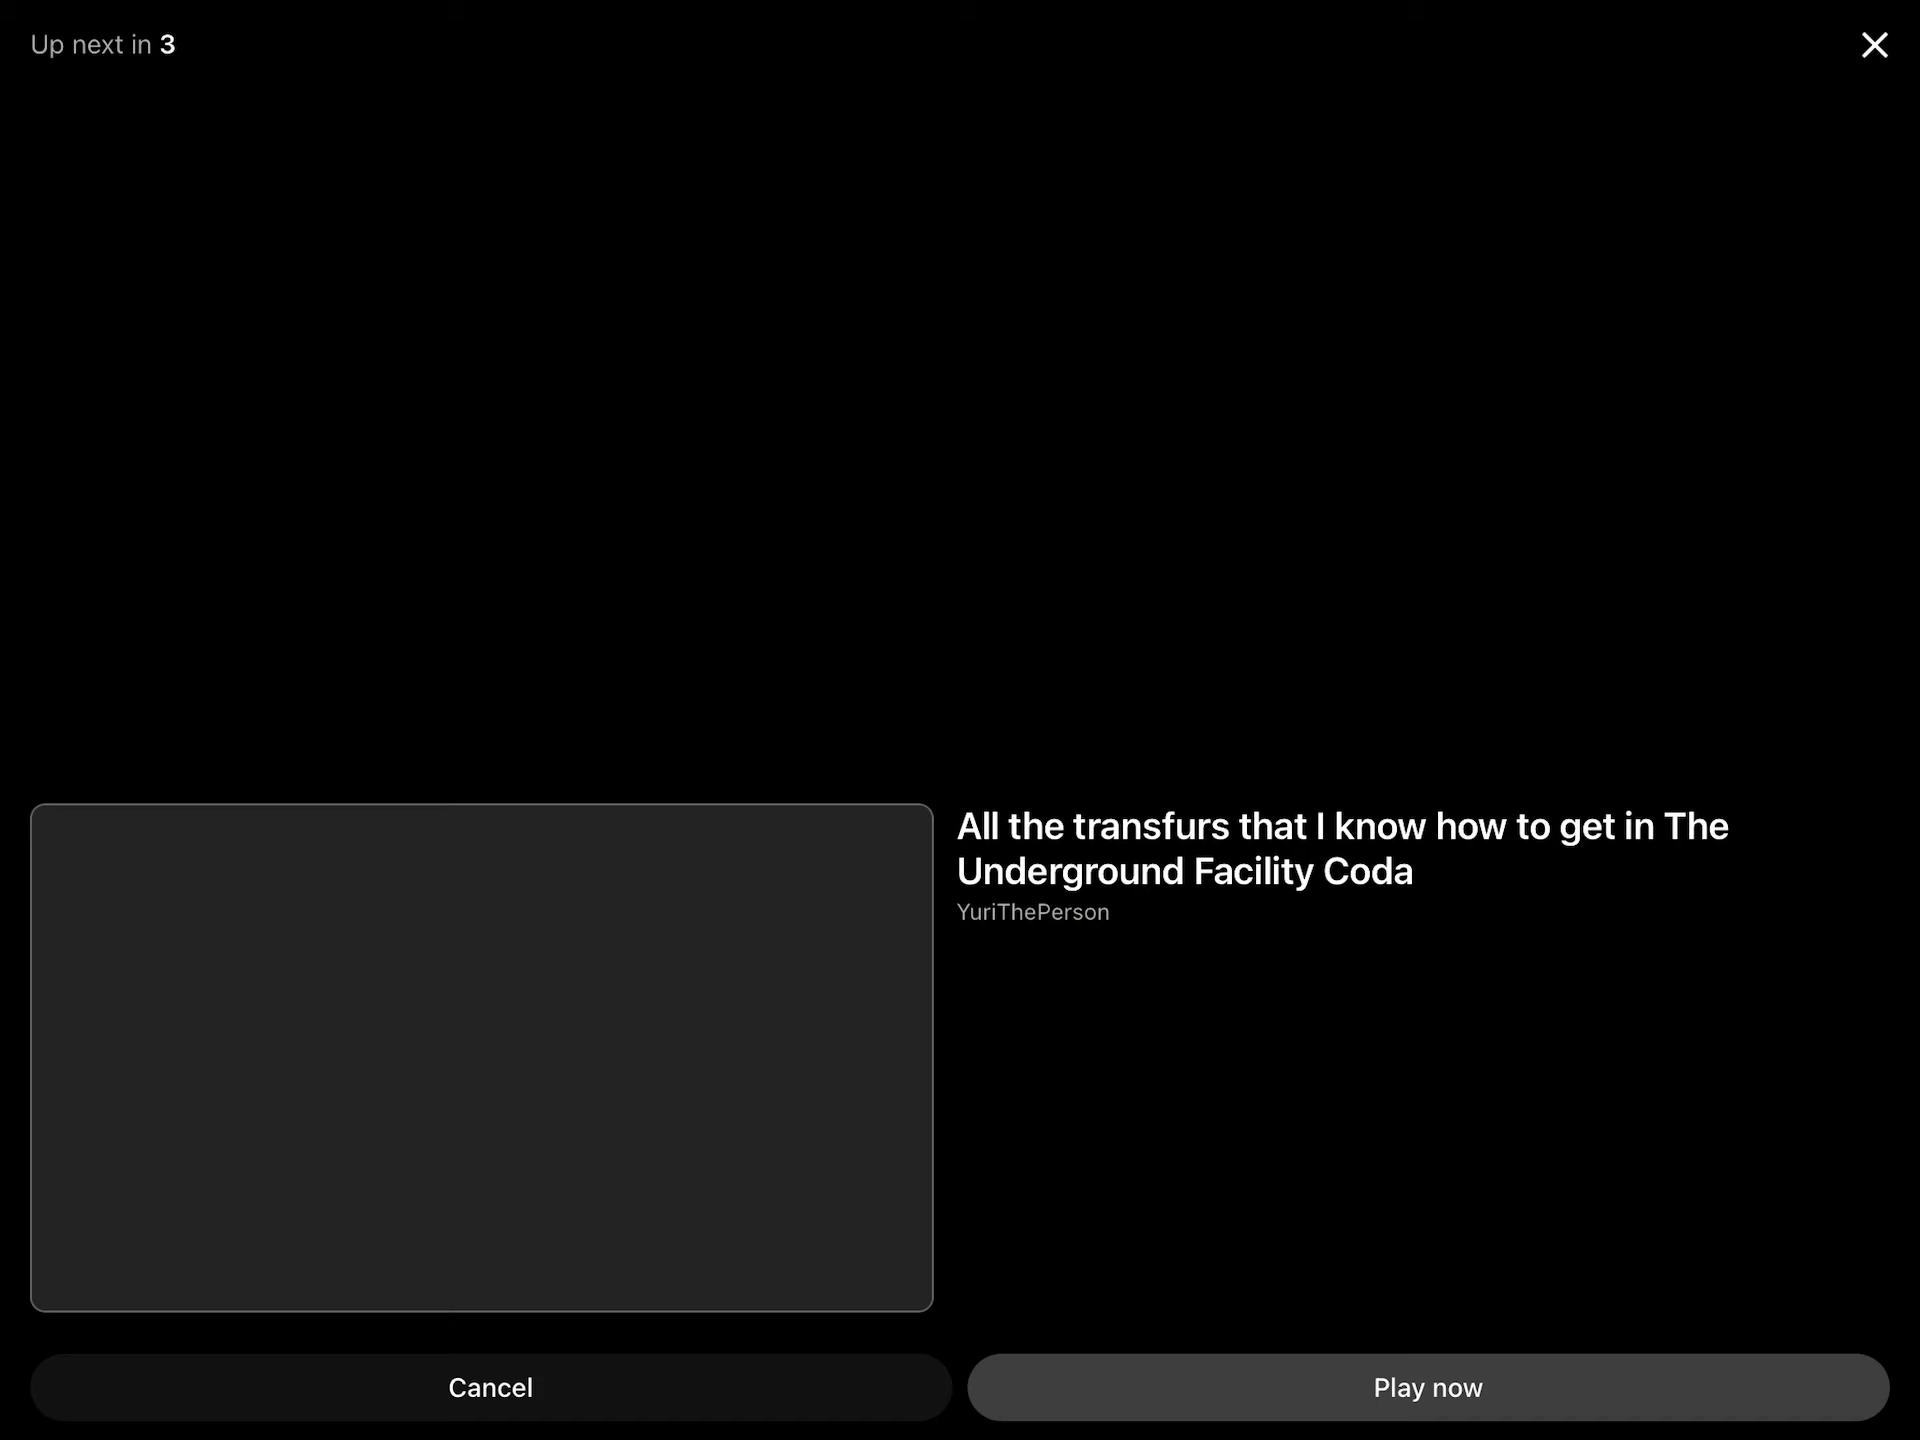 Up next in 3
All the transfurs that I know how to get in The
Underground Facility Coda
YuriThePerson
Cancel
Play now